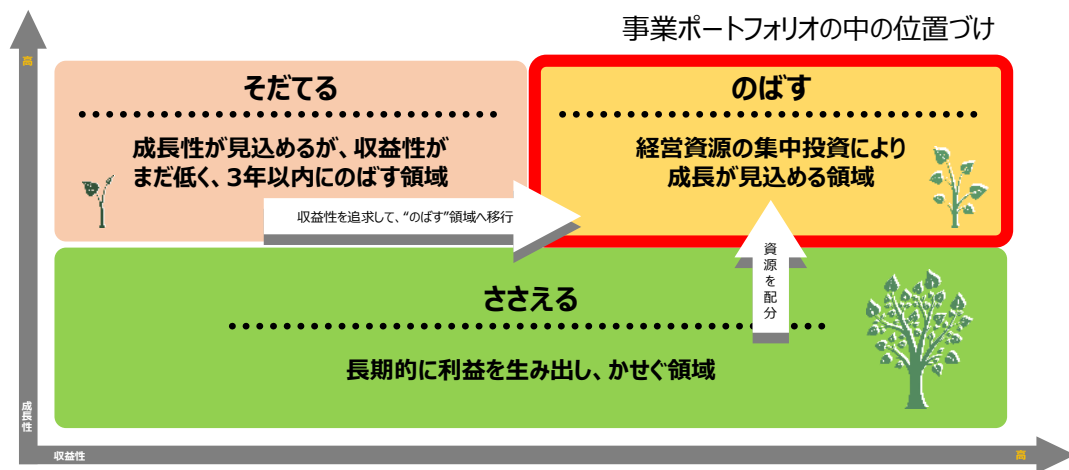 事業ポートフォリオの中の位置づけ
高
そだてる
成長性が見込めるが、収益性が
まだ低く、3年以内にのばす領域
収益性を追求して、“のばす”領域へ移行
のばす
経営資源の集中投資により
成長が見込める領域
資源を配分
ささえる
長期的に利益を生み出し、かせぐ領域
成長性
収益性
高